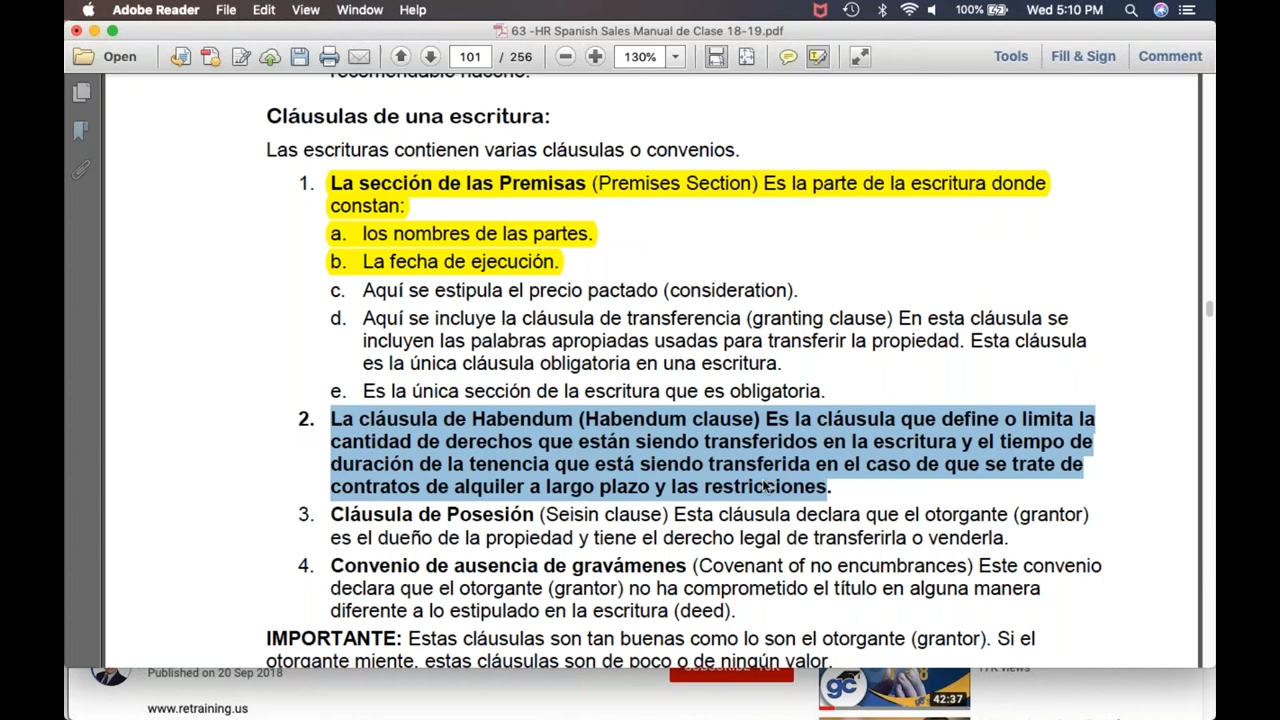 Adobe Reader File Edit View Window Help 100% Wed 5:10 PM
63 -HR Spanish Sales Manual de Clase 18-19.pdf
Open 101 / 256 130% Tools Fill & Sign Comment
recomendable hacerlo.
Cláusulas de una escritura:
Las escrituras contienen varias cláusulas o convenios.
1. La sección de las Premisas (Premises Section) Es la parte de la escritura donde
constan:
a. los nombres de las partes.
b. La fecha de ejecución.
c. Aquí se estipula el precio pactado (consideration).
d. Aquí se incluye la cláusula de transferencia (granting clause) En esta cláusula se
incluyen las palabras apropiadas usadas para transferir la propiedad. Esta cláusula
es la única cláusula obligatoria en una escritura.
e. Es la única sección de la escritura que es obligatoria.
2. La cláusula de Habendum (Habendum clause) Es la cláusula que define o limita la
cantidad de derechos que están siendo transferidos en la escritura y el tiempo de
duración de la tenencia que está siendo transferida en el caso de que se trate de
contratos de alquiler a largo plazo y las restricciones.
3. Cláusula de Posesión (Seisin clause) Esta cláusula declara que el otorgante (grantor)
es el dueño de la propiedad y tiene el derecho legal de transferirla o venderla.
4. Convenio de ausencia de gravámenes (Covenant of no encumbrances) Este convenio
declara que el otorgante (grantor) no ha comprometido el título en alguna manera
diferente a lo estipulado en la escritura (deed).
IMPORTANTE: Estas cláusulas son tan buenas como lo son el otorgante (grantor). Si el
otorgante miente, estas cláusulas son de poco o de ningún valor.
Published on 20 Sep 2018
www.retraining.us
gc
42:37